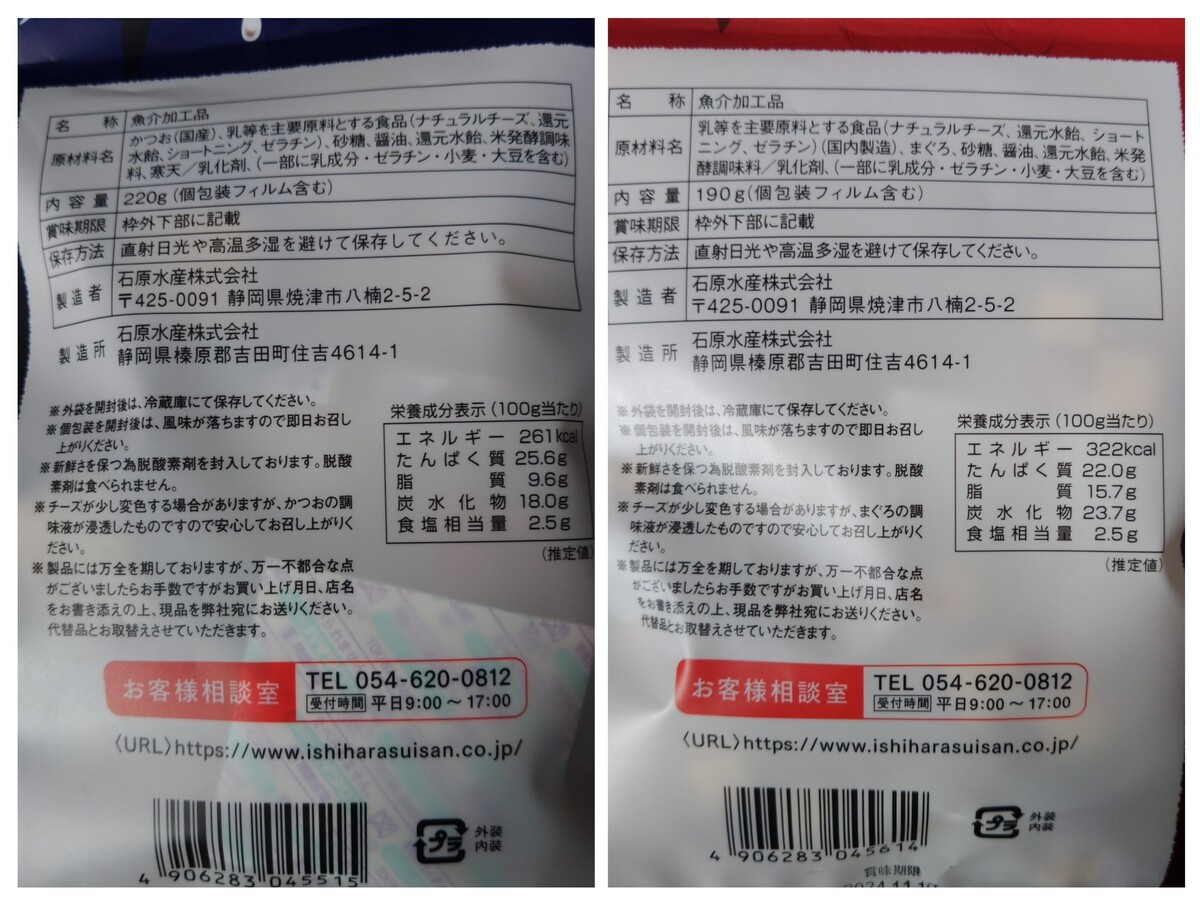 名 称 魚介加工品
原材料名 かつお(国産)、乳等を主要原料とする食品(ナチュラルチーズ、還元
水飴、ショートニング、ゼラチン)、砂糖、醤油、還元水飴、米発酵調味
料、寒天/乳化剤、(一部に乳成分・ゼラチン・小麦・大豆を含む)
内容量 220g(個包装フィルム含む)
賞味期限 枠外下部に記載
保存方法 直射日光や高温多湿を避けて保存してください。
製造者 石原水産株式会社
〒425-0091 静岡県焼津市八楠2-5-2
製造所 石原水産株式会社
静岡県榛原郡吉田町住吉4614-1
※外袋を開封後は、冷蔵庫にて保存してください。
※個包装を開封後は、風味が落ちますので即日お召し
上がりください。
※新鮮さを保つ為脱酸素剤を封入しております。脱酸
素剤は食べられません。
※チーズが少し変色する場合がありますが、かつおの調
味液が浸透したものですので安心してお召し上がりく
ださい。
※製品には万全を期しておりますが、万一不都合な点
がございましたらお手数ですがお買い上げ月日、店名
をお書き添えの上、現品を弊社宛にお送りください。
代替品とお取替えさせていただきます。
栄養成分表示(100g当たり)
エネルギー 261kcal
たんぱく質 25.6g
脂質 9.6g
炭水化物 18.0g
食塩相当量 2.5g
(推定値)
お客様相談室
TEL 054-620-0812
受付時間 平日9:00~17:00
〈URL〉https://www.ishiharasuisan.co.jp/
4 906283 045515
プラ 外装
内装
名 称 魚介加工品
原材料名 乳等を主要原料とする食品(ナチュラルチーズ、還元水飴、ショート
ニング、ゼラチン)(国内製造)、まぐろ、砂糖、醤油、還元水飴、米発
酵調味料/乳化剤、(一部に乳成分・ゼラチン・小麦・大豆を含む)
内容量 190g(個包装フィルム含む)
賞味期限 枠外下部に記載
保存方法 直射日光や高温多湿を避けて保存してください。
製造者 石原水産株式会社
〒425-0091 静岡県焼津市八楠2-5-2
製造所 石原水産株式会社
静岡県榛原郡吉田町住吉4614-1
※外袋を開封後は、冷蔵庫にて保存してください。
※個包装を開封後は、風味が落ちますので即日お召し
上がりください。
※新鮮さを保つ為脱酸素剤を封入しております。脱酸
素剤は食べられません。
※チーズが少し変色する場合がありますが、まぐろの調
味液が浸透したものですので安心してお召し上がりく
ださい。
※製品には万全を期しておりますが、万一不都合な点
がございましたらお手数ですがお買い上げ月日、店名
をお書き添えの上、現品を弊社宛にお送りください。
代替品とお取替えさせていただきます。
栄養成分表示(100g当たり)
エネルギー 322kcal
たんぱく質 22.0g
脂質 15.7g
炭水化物 23.7g
食塩相当量 2.5g
(推定値)
お客様相談室
TEL 054-620-0812
受付時間 平日9:00~17:00
〈URL〉https://www.ishiharasuisan.co.jp/
4 906283 045614
プラ 外装
内装
賞味期限